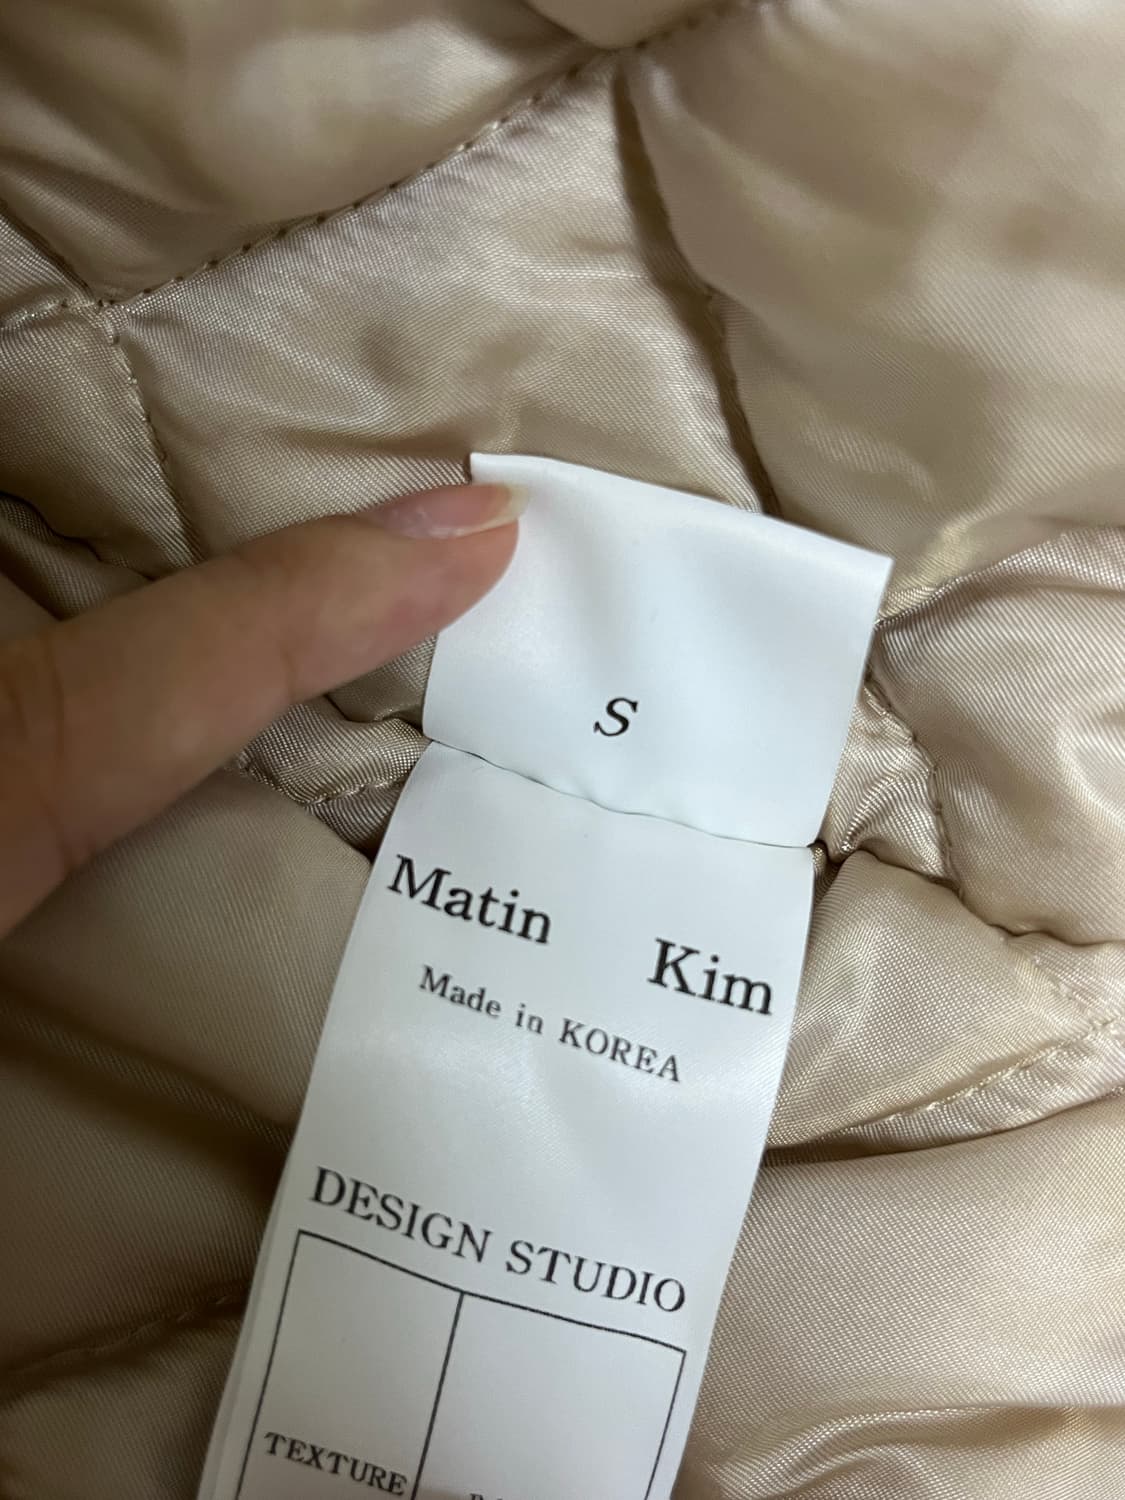 S
Matin Kim
Made in KOREA
DESIGN STUDIO
TEXTURE